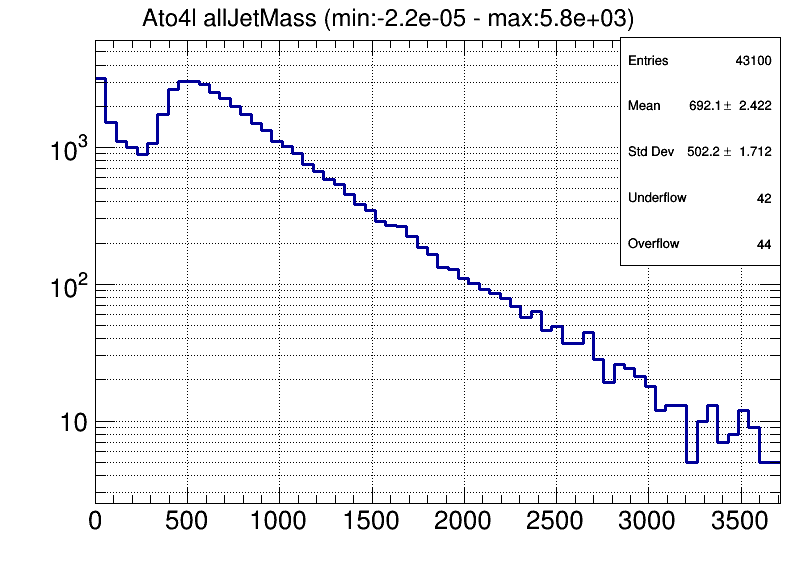 Ato4l allJetMass (min:-2.2e-05 - max:5.8e+03)
Entries 43100
Mean 692.1 ± 2.422
Std Dev 502.2 ± 1.712
Underflow 42
Overflow 44
10³
10²
10
0 500 1000 1500 2000 2500 3000 3500